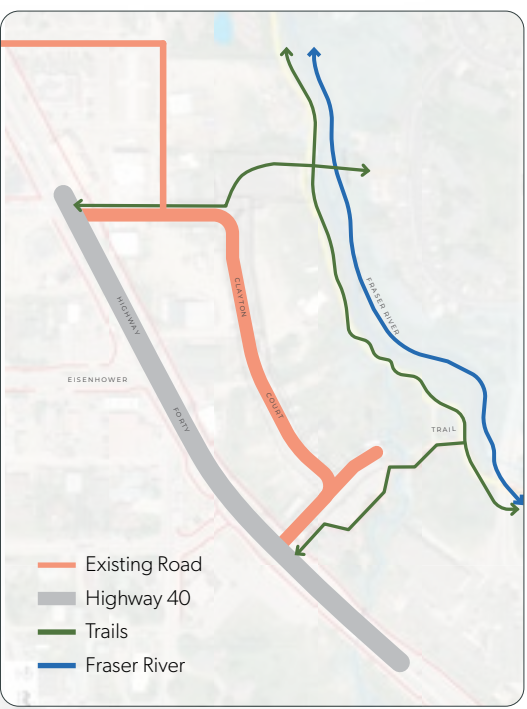 FRASER RIVER
CLAYTON
COURT
HIGHWAY
FORTY
EISENHOWER
TRAIL
Existing Road
Highway 40
Trails
Fraser River